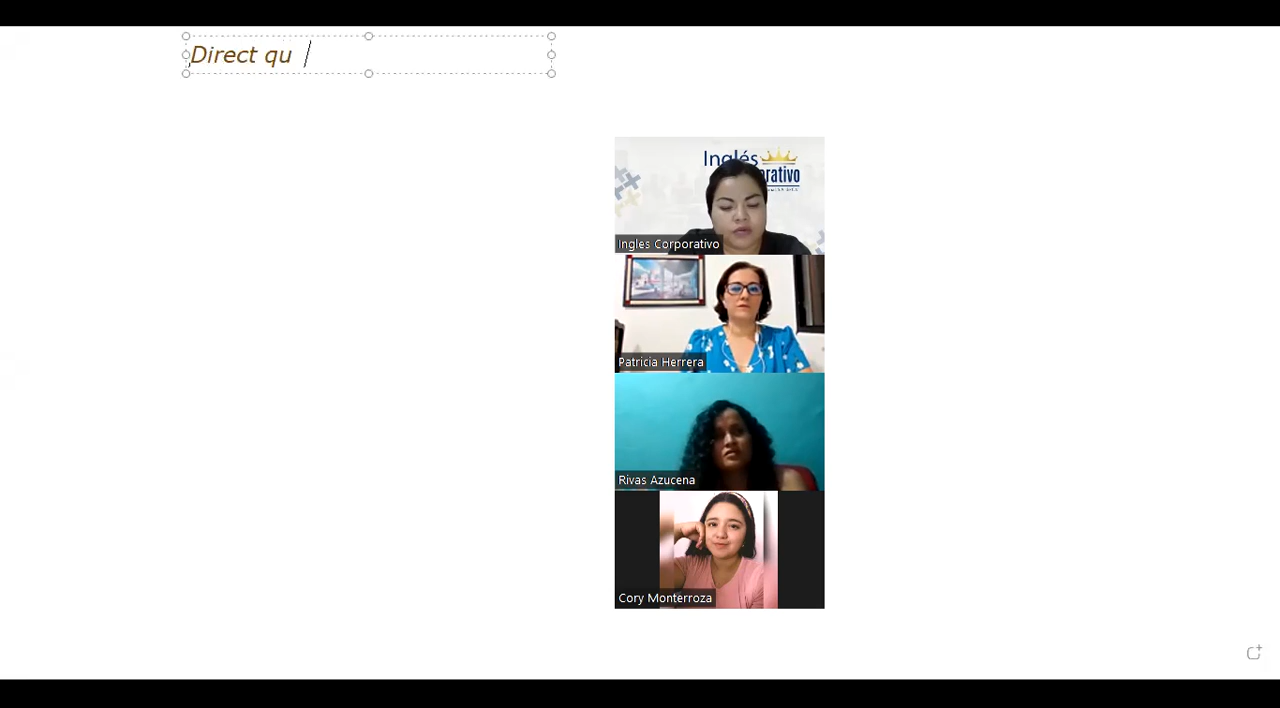 Direct qu
Inglés
rativo
Ingles Corporativo
Patricia Herrera
Rivas Azucena
Cory Monterroza